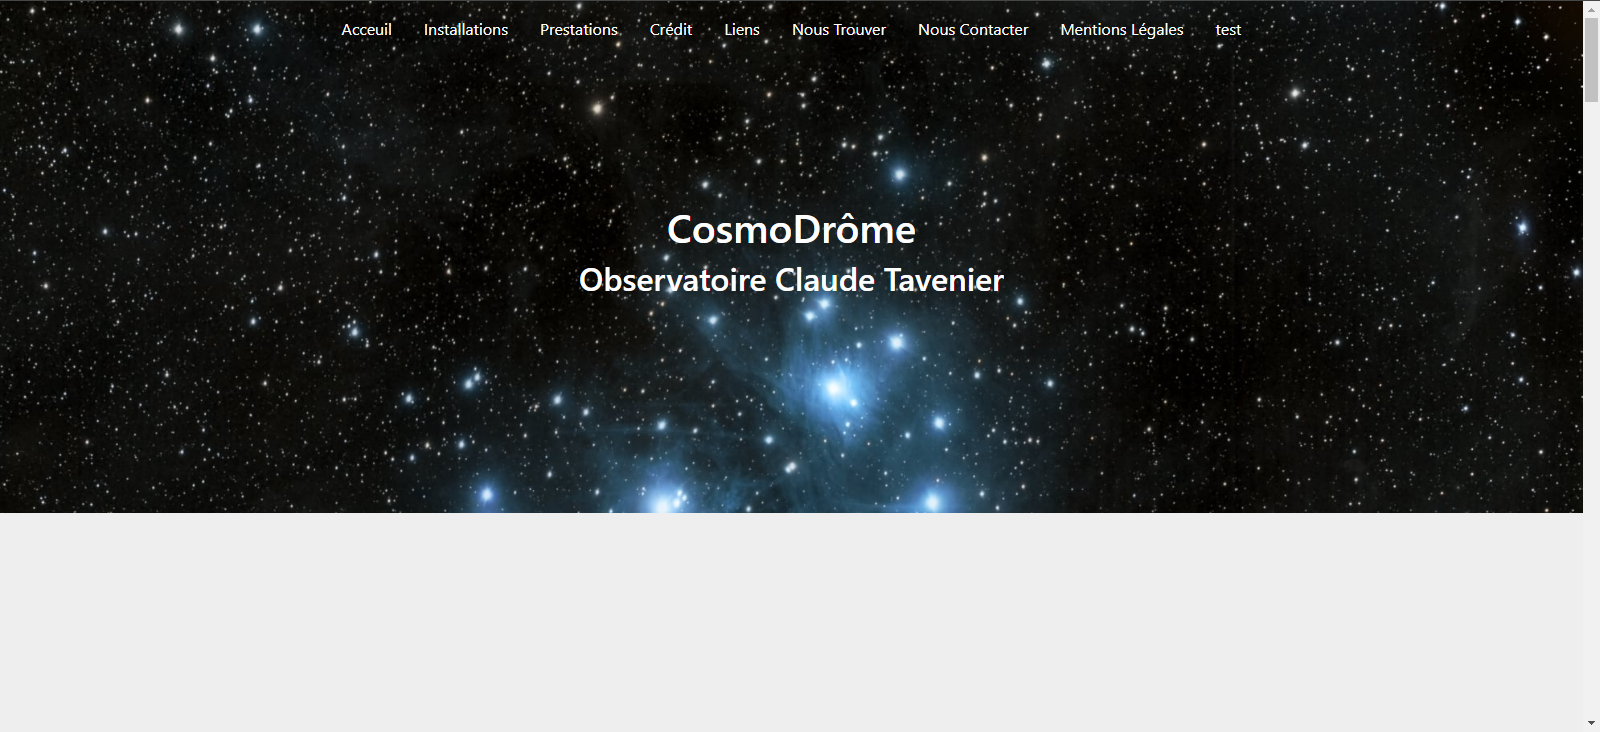 Acceuil Installations Prestations Crédit Liens Nous Trouver Nous Contacter Mentions Légales test
CosmoDrôme
Observatoire Claude Tavenier